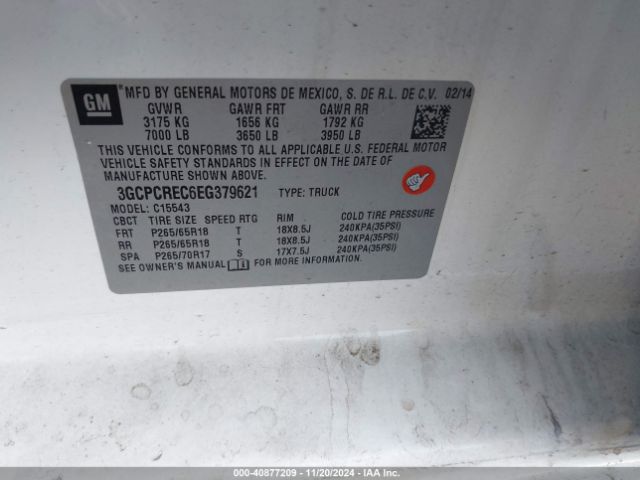 GM
MFD BY GENERAL MOTORS DE MEXICO, S. DE R.L. DE C.V. 02/14
GVWR GAWR FRT GAWR RR
3175 KG 1656 KG 1792 KG
7000 LB 3650 LB 3950 LB
THIS VEHICLE CONFORMS TO ALL APPLICABLE U.S. FEDERAL MOTOR
VEHICLE SAFETY STANDARDS IN EFFECT ON THE DATE OF
MANUFACTURE SHOWN ABOVE.
3GCPCREC6EG379621 TYPE: TRUCK
MODEL: C15543
CBCT TIRE SIZE SPEED RTG RIM COLD TIRE PRESSURE
FRT P265/65R18 T 18X8.5J 240KPA(35PSI)
RR P265/65R18 T 18X8.5J 240KPA(35PSI)
SPA P265/70R17 S 17X7.5J 240KPA(35PSI)
SEE OWNER'S MANUAL FOR MORE INFORMATION.
00-40877209 - 11/20/2024 - IAA Inc.